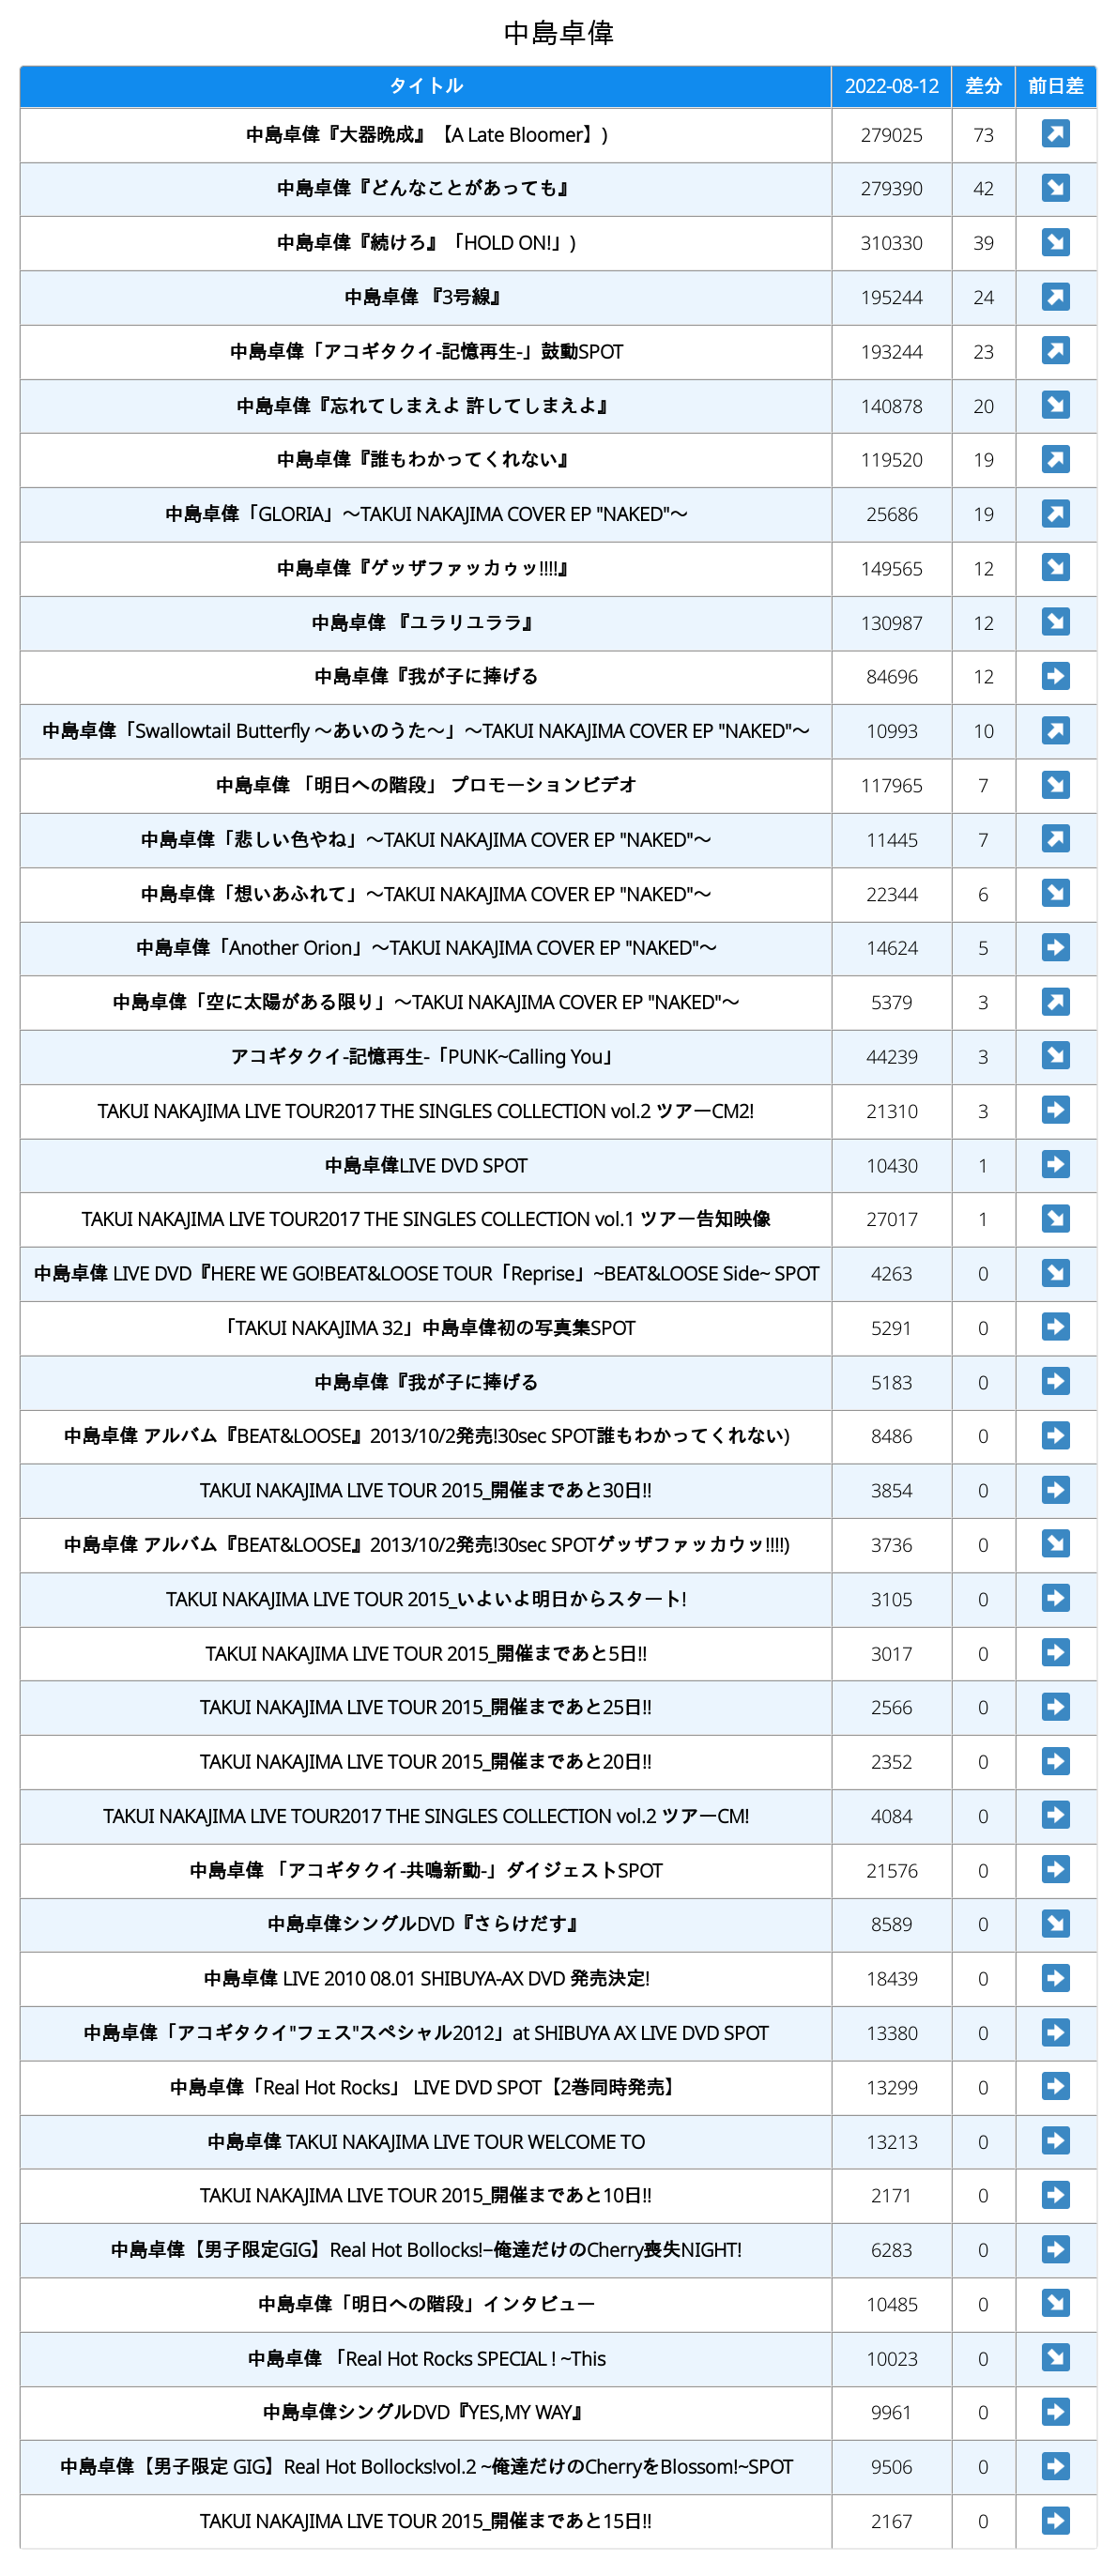 中島卓偉
タイトル 2022-08-12 差分 前日差
中島卓偉『大器晩成』【A Late Bloomer】) 279025 73
中島卓偉『どんなことがあっても』 279390 42
中島卓偉『続けろ』「HOLD ON!」) 310330 39
中島卓偉 『3号線』 195244 24
中島卓偉「アコギタクイ-記憶再生-」鼓動SPOT 193244 23
中島卓偉『忘れてしまえよ 許してしまえよ』 140878 20
中島卓偉『誰もわかってくれない』 119520 19
中島卓偉「GLORIA」〜TAKUI NAKAJIMA COVER EP "NAKED"〜 25686 19
中島卓偉『ゲッザファッカゥッ!!!!』 149565 12
中島卓偉 『ユラリユララ』 130987 12
中島卓偉『我が子に捧げる 84696 12
中島卓偉「Swallowtail Butterfly 〜あいのうた〜」〜TAKUI NAKAJIMA COVER EP "NAKED"〜 10993 10
中島卓偉 「明日への階段」 プロモーションビデオ 117965 7
中島卓偉「悲しい色やね」〜TAKUI NAKAJIMA COVER EP "NAKED"〜 11445 7
中島卓偉「想いあふれて」〜TAKUI NAKAJIMA COVER EP "NAKED"〜 22344 6
中島卓偉「Another Orion」〜TAKUI NAKAJIMA COVER EP "NAKED"〜 14624 5
中島卓偉「空に太陽がある限り」〜TAKUI NAKAJIMA COVER EP "NAKED"〜 5379 3
アコギタクイ-記憶再生-「PUNK~Calling You」 44239 3
TAKUI NAKAJIMA LIVE TOUR2017 THE SINGLES COLLECTION vol.2 ツアーCM2! 21310 3
中島卓偉LIVE DVD SPOT 10430 1
TAKUI NAKAJIMA LIVE TOUR2017 THE SINGLES COLLECTION vol.1 ツアー告知映像 27017 1
中島卓偉 LIVE DVD『HERE WE GO!BEAT&LOOSE TOUR「Reprise」~BEAT&LOOSE Side~ SPOT 4263 0
「TAKUI NAKAJIMA 32」中島卓偉初の写真集SPOT 5291 0
中島卓偉『我が子に捧げる 5183 0
中島卓偉 アルバム『BEAT&LOOSE』2013/10/2発売!30sec SPOT誰もわかってくれない) 8486 0
TAKUI NAKAJIMA LIVE TOUR 2015_開催まであと30日!! 3854 0
中島卓偉 アルバム『BEAT&LOOSE』2013/10/2発売!30sec SPOTゲッザファッカウッ!!!!) 3736 0
TAKUI NAKAJIMA LIVE TOUR 2015_いよいよ明日からスタート! 3105 0
TAKUI NAKAJIMA LIVE TOUR 2015_開催まであと5日!! 3017 0
TAKUI NAKAJIMA LIVE TOUR 2015_開催まであと25日!! 2566 0
TAKUI NAKAJIMA LIVE TOUR 2015_開催まであと20日!! 2352 0
TAKUI NAKAJIMA LIVE TOUR2017 THE SINGLES COLLECTION vol.2 ツアーCM! 4084 0
中島卓偉 「アコギタクイ-共鳴新動-」ダイジェストSPOT 21576 0
中島卓偉シングルDVD『さらけだす』 8589 0
中島卓偉 LIVE 2010 08.01 SHIBUYA-AX DVD 発売決定! 18439 0
中島卓偉「アコギタクイ"フェス"スペシャル2012」at SHIBUYA AX LIVE DVD SPOT 13380 0
中島卓偉「Real Hot Rocks」 LIVE DVD SPOT【2巻同時発売】 13299 0
中島卓偉 TAKUI NAKAJIMA LIVE TOUR WELCOME TO 13213 0
TAKUI NAKAJIMA LIVE TOUR 2015_開催まであと10日!! 2171 0
中島卓偉【男子限定GIG】Real Hot Bollocks!−俺達だけのCherry喪失NIGHT! 6283 0
中島卓偉「明日への階段」インタビュー 10485 0
中島卓偉 「Real Hot Rocks SPECIAL ! ~This 10023 0
中島卓偉シングルDVD『YES,MY WAY』 9961 0
中島卓偉【男子限定 GIG】Real Hot Bollocks!vol.2 ~俺達だけのCherryをBlossom!~SPOT 9506 0
TAKUI NAKAJIMA LIVE TOUR 2015_開催まであと15日!! 2167 0